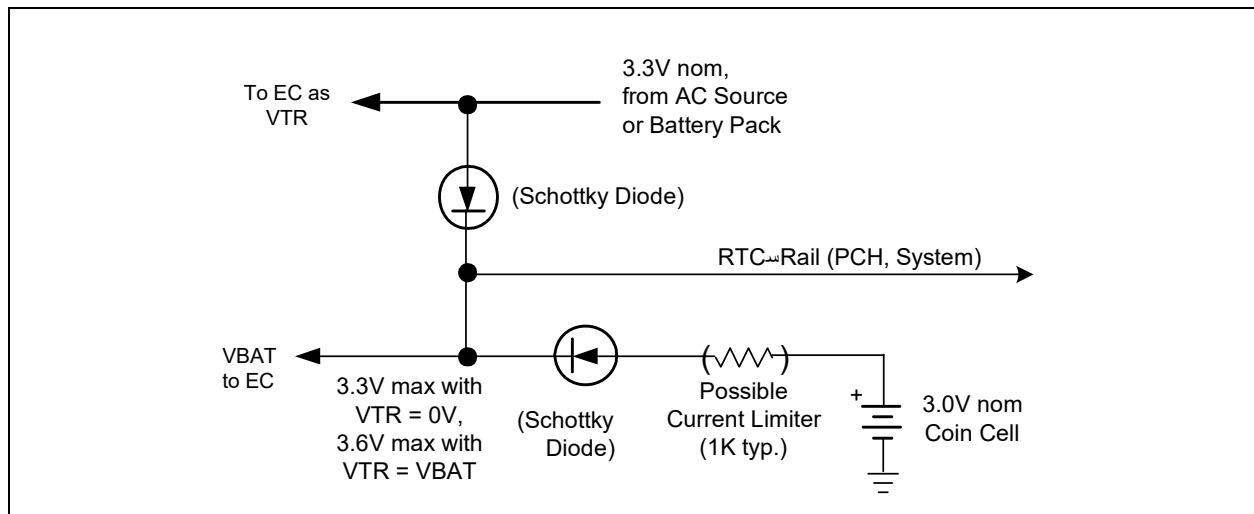 3.3V nom,
from AC Source
or Battery Pack
To EC as
VTR
(Schottky Diode)
RTCسRail (PCH, System)
VBAT
to EC
3.3V max with
VTR = 0V,
3.6V max with
VTR = VBAT
(Schottky
Diode)
( )
Possible
Current Limiter
(1K typ.)
+
3.0V nom
Coin Cell